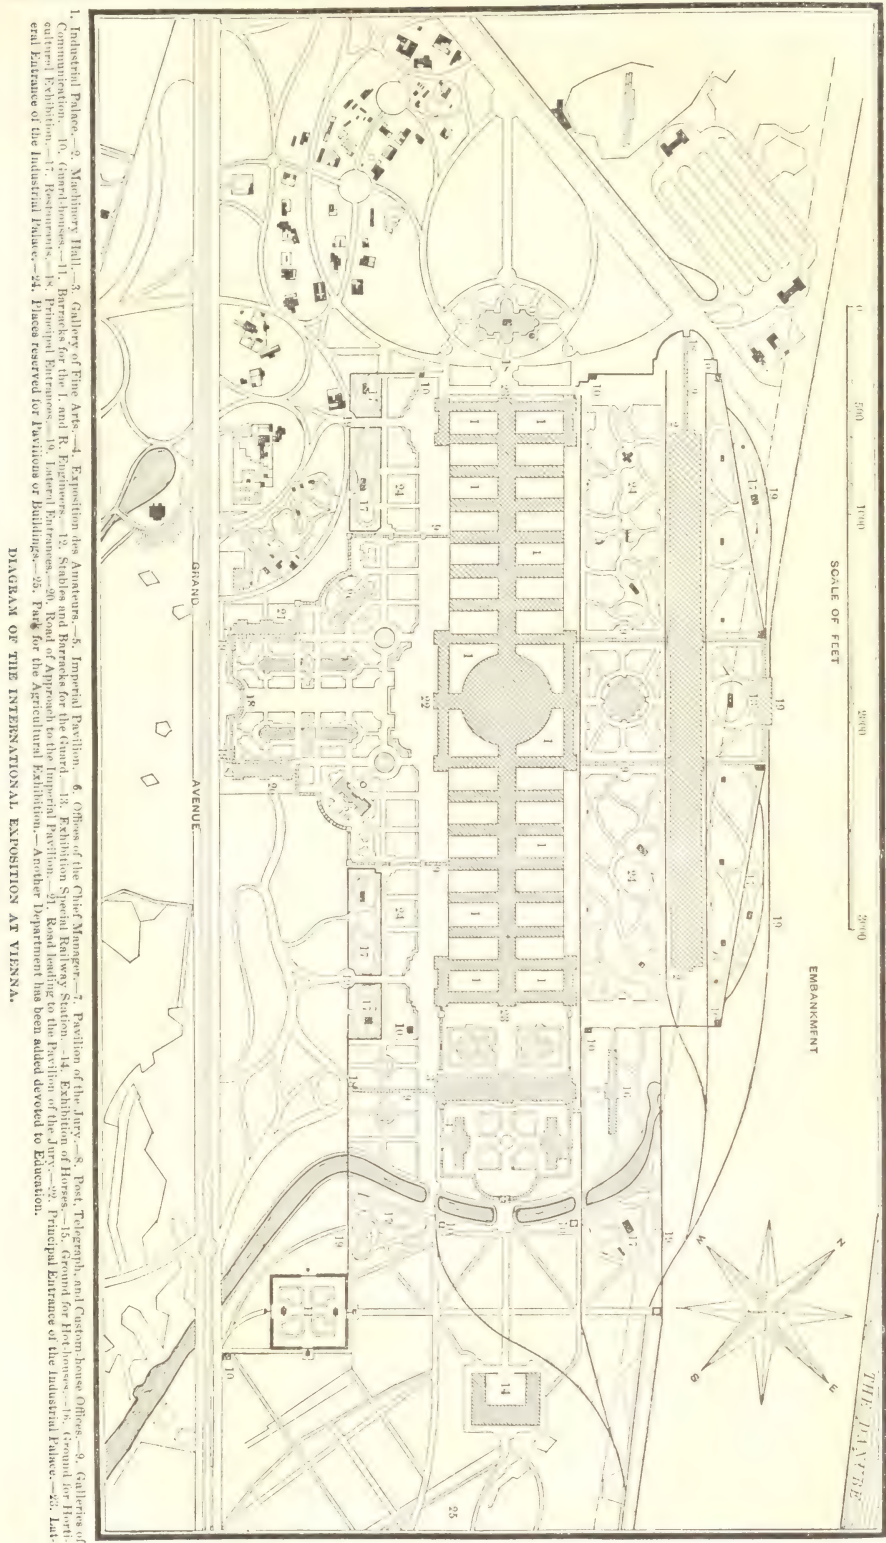 SCALE OF FEET
0 500 1000 2000 3000
EMBANKMENT
THE DANUBE
N
E
S
W
GRAND AVENUE
1. Industrial Palace.—2. Machinery Hall.—3. Gallery of Fine Arts.—4. Exposition des Amateurs.—5. Imperial Pavilion. 6. Offices of the Chief Manager.—7. Pavilion of the Jury.—8. Post, Telegraph, and Custom-house Offices.—9. Galleries of
Communication. 10. Guard-houses.—11. Barracks for the I. and R. Engineers. 12. Stables and Barracks for the Guard. 13. Exhibition Special Railway Station.—14. Exhibition of Horses.—15. Ground for Hot-houses.—16. Ground for Horti-
cultural Exhibition.—17. Restaurants.—18. Principal Entrances.—19. Lateral Entrances.—20. Road of Approach to the Imperial Pavilion.—21. Road leading to the Pavilion of the Jury.—22. Principal Entrance of the Industrial Palace.—23. Lat-
eral Entrance of the Industrial Palace.—24. Places reserved for Pavilions or Buildings.—25. Park for the Agricultural Exhibition.—Another Department has been added devoted to Education.
DIAGRAM OF THE INTERNATIONAL EXPOSITION AT VIENNA.